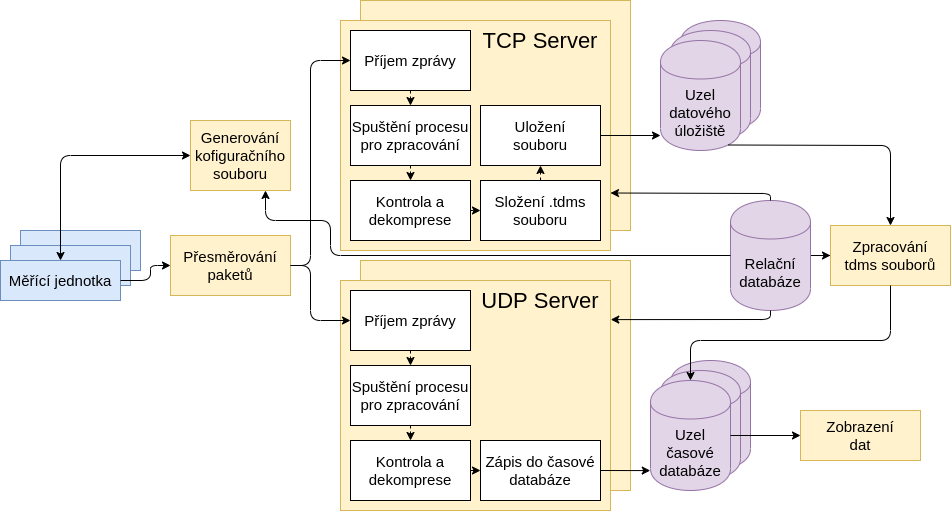 TCP Server
Příjem zprávy
Spuštění procesu
pro zpracování
Kontrola a
dekomprese
Uložení
souboru
Složení .tdms
souboru
Uzel
datového
úložiště
Generování
kofiguračního
souboru
Měřící jednotka
Přesměrování
paketů
Relační
databáze
Zpracování
tdms souborů
UDP Server
Příjem zprávy
Spuštění procesu
pro zpracování
Kontrola a
dekomprese
Zápis do časové
databáze
Uzel
časové
databáze
Zobrazení
dat